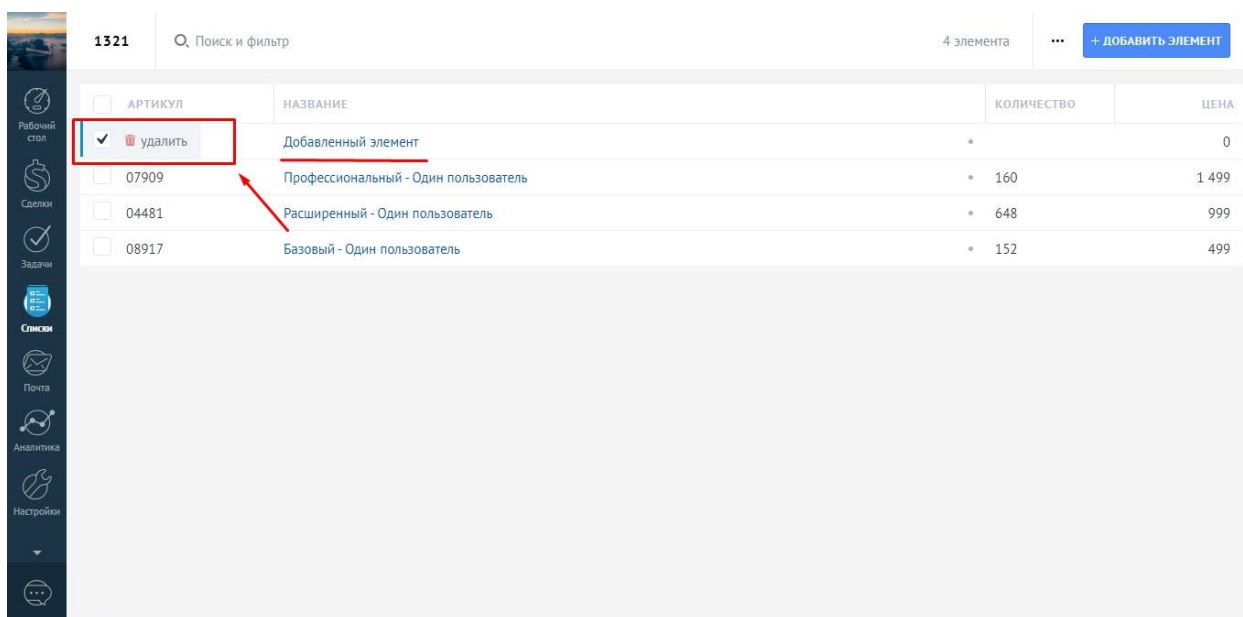 1321
Поиск и фильтр
4 элемента
+ ДОБАВИТЬ ЭЛЕМЕНТ
АРТИКУЛ НАЗВАНИЕ КОЛИЧЕСТВО ЦЕНА
удалить Добавленный элемент 0
07909 Профессиональный - Один пользователь 160 1 499
04481 Расширенный - Один пользователь 648 999
08917 Базовый - Один пользователь 152 499
Рабочий
стол
Сделки
Задачи
Списки
Почта
Аналитика
Настройки